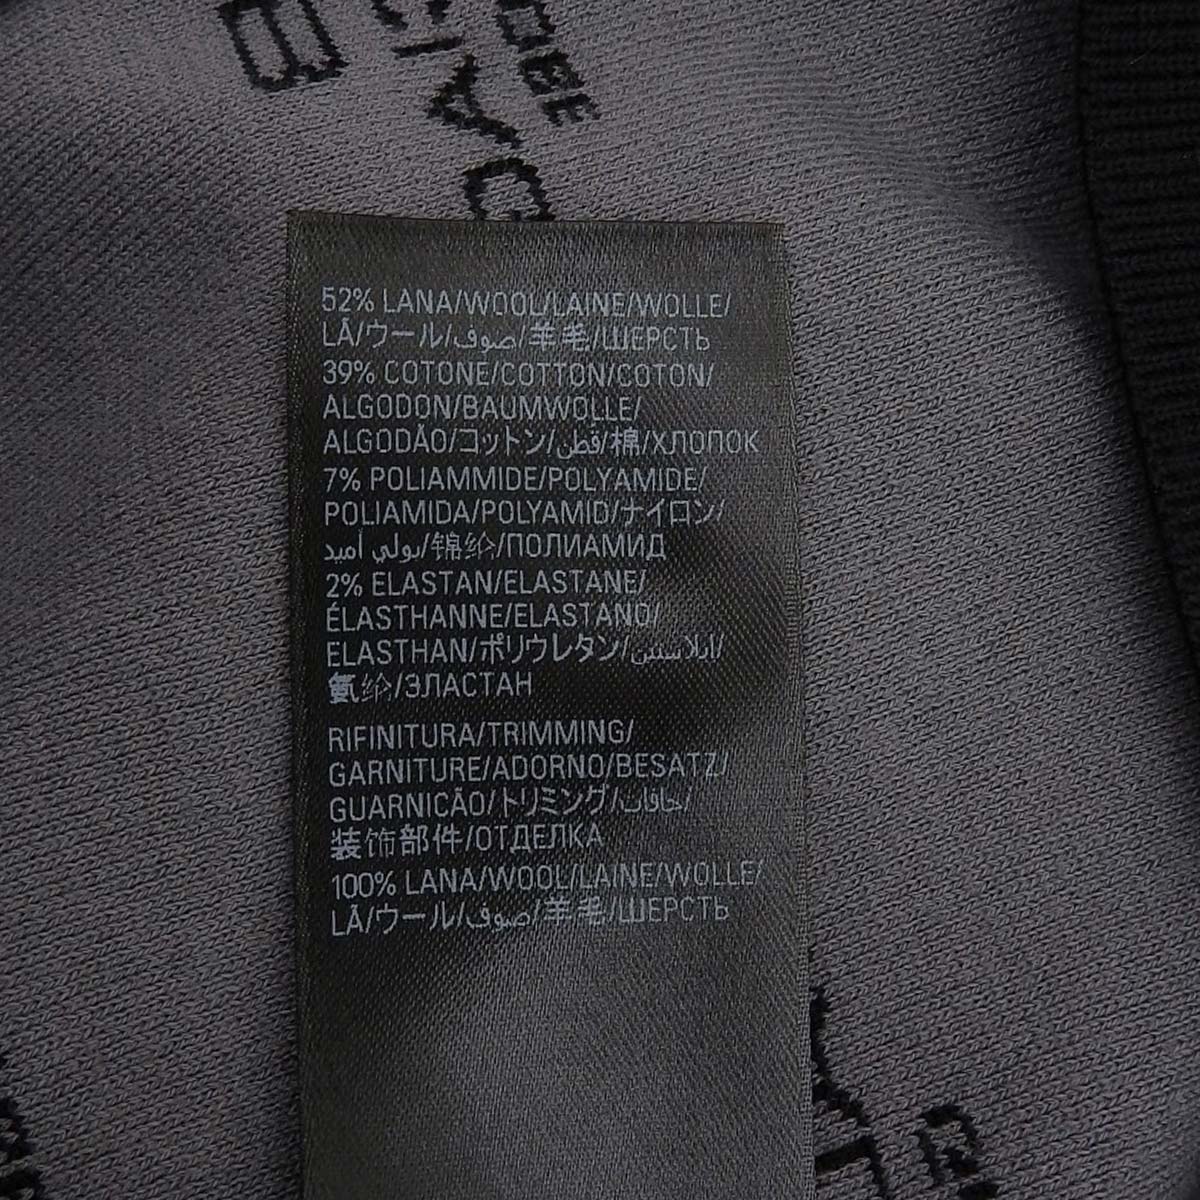 52% LANA/WOOL/LAINE/WOLLE/
LÃ/ウール/صوف/羊毛/ШЕРСТЬ
39% COTONE/COTTON/COTON/
ALGODON/BAUMWOLLE/
ALGODÃO/コットン/قطن/棉/ХЛОПОК
7% POLIAMMIDE/POLYAMIDE/
POLIAMIDA/POLYAMID/ナイロン/
بولي أميد/锦纶/ПОЛИАМИД
2% ELASTAN/ELASTANE/
ÉLASTHANNE/ELASTANO/
ELASTHAN/ポリウレタン/ايلاستين/
氨纶/ЭЛАСТАН
RIFINITURA/TRIMMING/
GARNITURE/ADORNO/BESATZ/
GUARNICÃO/トリミング/حافات/
装饰部件/ОТДЕЛКА
100% LANA/WOOL/LAINE/WOLLE/
LÃ/ウール/صوف/羊毛/ШЕРСТЬ